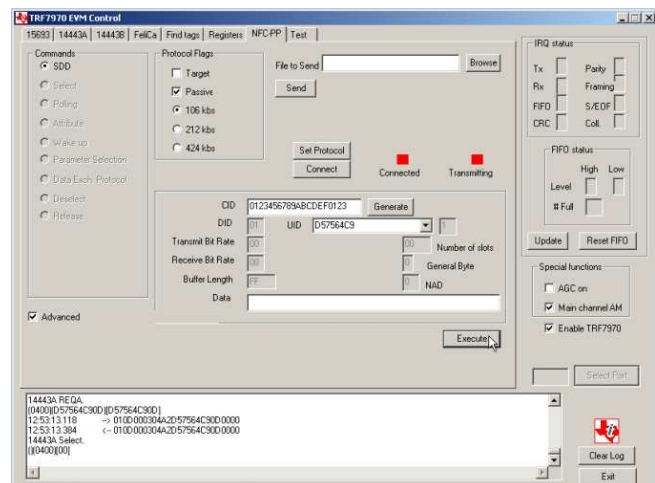 TRF7970 EVM Control
15693 14443A 14443B FeliCa Find tags Registers NFC-PP Test
Commands
SDD
Select
Polling
Attribute
Wake up
Parameter Selection
Data Exch. Protocol
Deselect
Release
Advanced
Protocol Flags
Target
Passive
106 kbs
212 kbs
424 kbs
File to Send
Browse
Send
Set Protocol
Connect
Connected
Transmitting
CID 0123456789ABCDEF0123 Generate
DID 01 UID D57564C9 1
Transmit Bit Rate 00 00 Number of slots
Receive Bit Rate 00 0 General Byte
Buffer Length FF 0 NAD
Data
Execute
IRQ status
Tx Parity
Rx Framing
FIFO S/EOF
CRC Coll.
FIFO status
High Low
Level
# Full
Update Reset FIFO
Special functions
AGC on
Main channel AM
Enable TRF7970
Select Port
14443A REQA.
[0400][D57564C90D][D57564C90D]
12:53:13.118 --> 010D000304A2D57564C90D0000
12:53:13.384 <-- 010D000304A2D57564C90D0000
14443A Select.
()[0400][00]
Clear Log
Exit